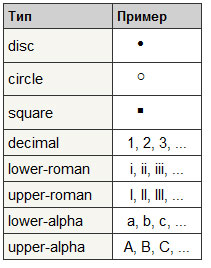 Тип Пример
disc •
circle ○
square ▪
decimal 1, 2, 3, ...
lower-roman i, ii, iii, ...
upper-roman I, II, III, ...
lower-alpha a, b, c, ...
upper-alpha A, B, C, ...